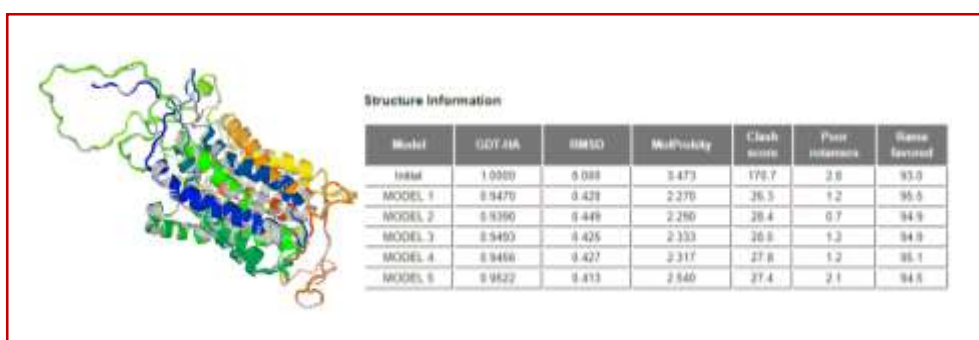 Structure Information
Model GDT-HA RMSD MolProbity Clash score Poor rotamers Rama favored
Initial 1.0000 0.000 3.473 170.7 2.8 93.0
MODEL 1 0.9470 0.428 2.270 26.3 1.2 95.5
MODEL 2 0.9390 0.449 2.290 28.4 0.7 94.9
MODEL 3 0.9493 0.425 2.333 28.8 1.2 94.9
MODEL 4 0.9456 0.427 2.317 27.8 1.2 95.1
MODEL 5 0.9522 0.413 2.540 27.4 2.1 94.5